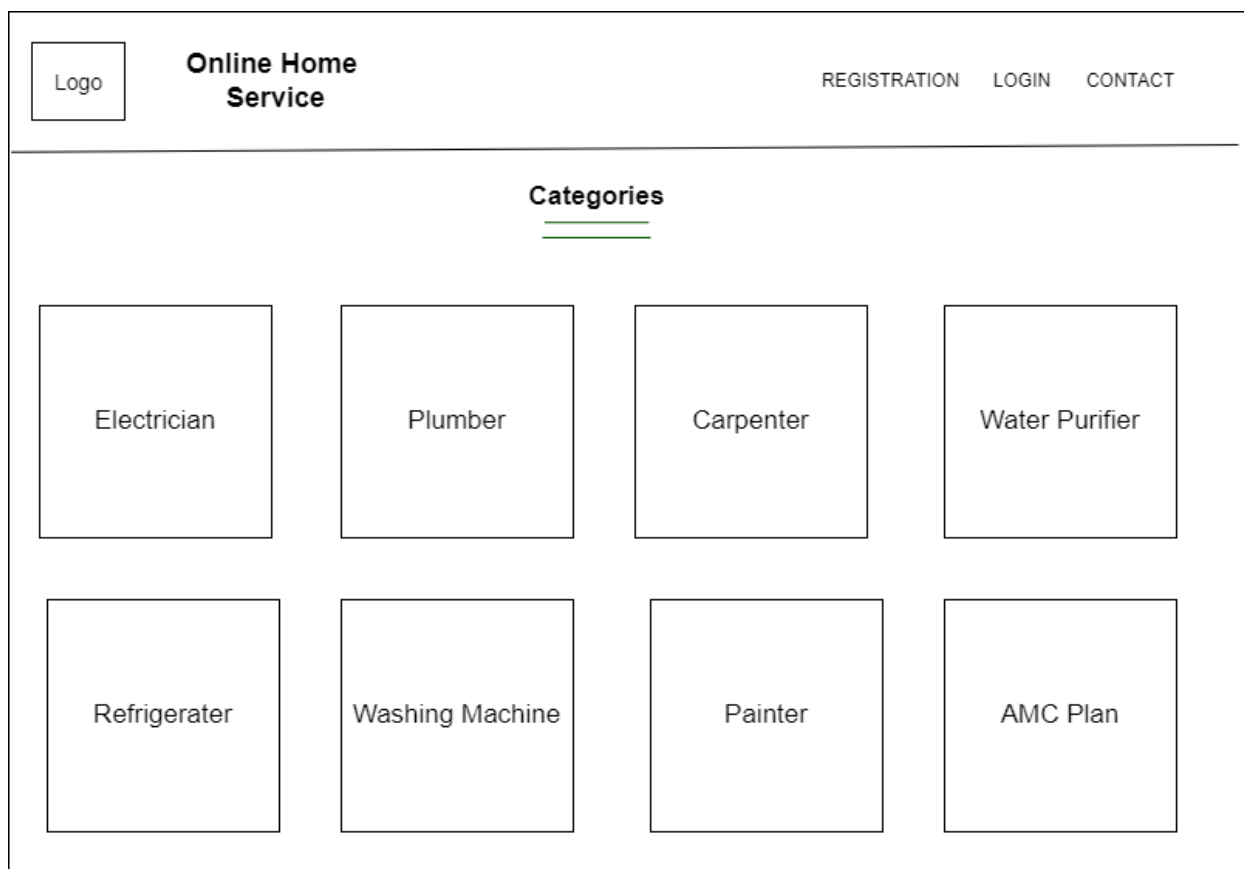 Logo
Online Home
Service
REGISTRATION LOGIN CONTACT
Categories
Electrician
Plumber
Carpenter
Water Purifier
Refrigerater
Washing Machine
Painter
AMC Plan